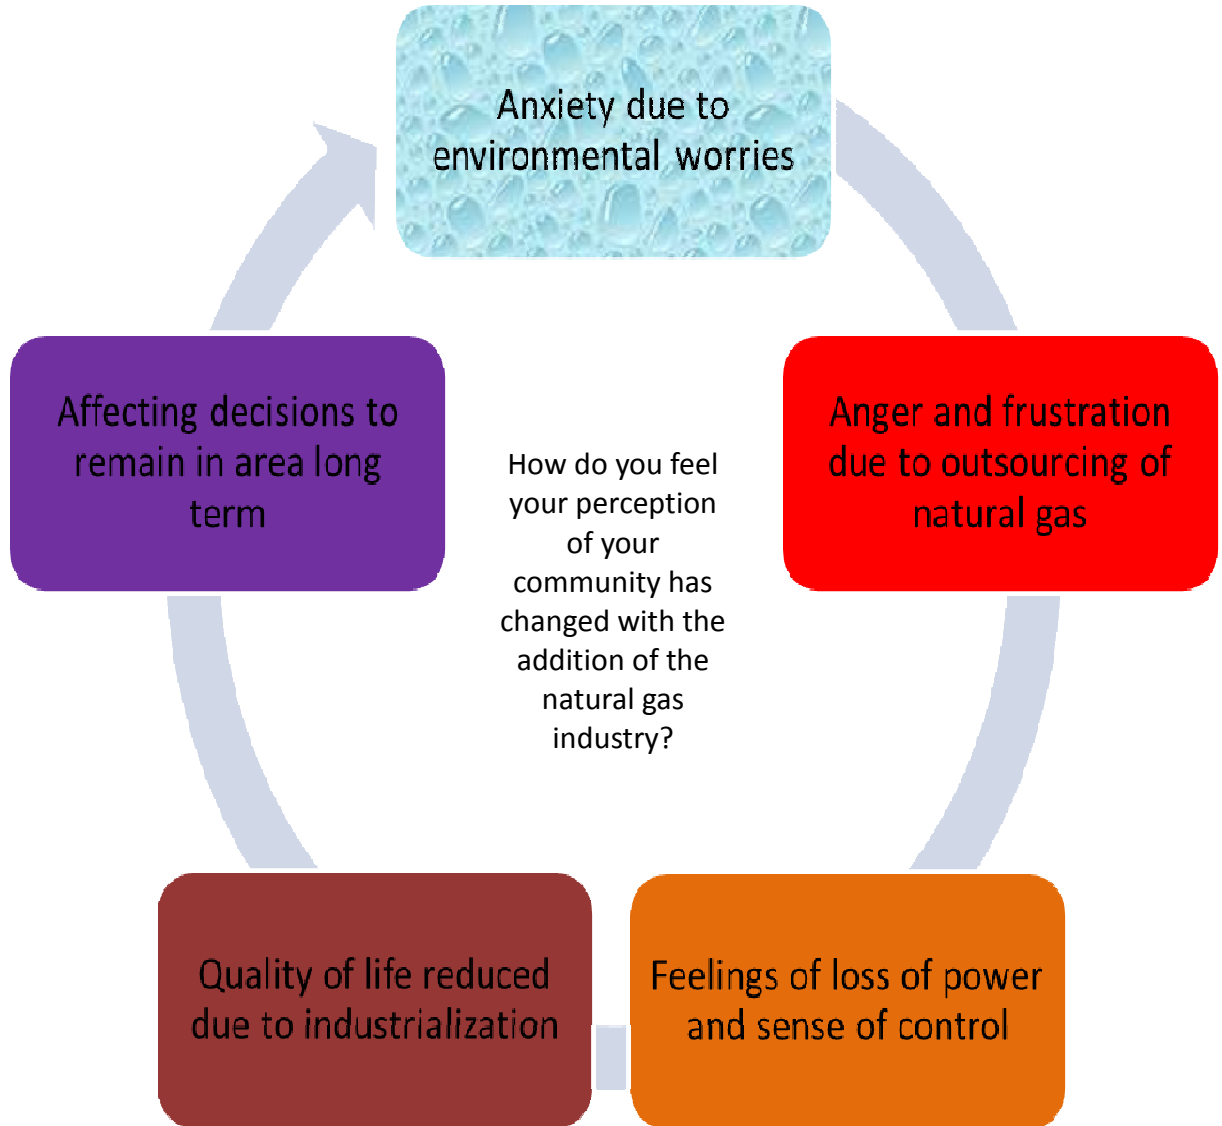 Anxiety due to
environmental worries
Anger and frustration
due to outsourcing of
natural gas
Feelings of loss of power
and sense of control
Quality of life reduced
due to industrialization
Affecting decisions to
remain in area long
term
How do you feel
your perception
of your
community has
changed with the
addition of the
natural gas
industry?